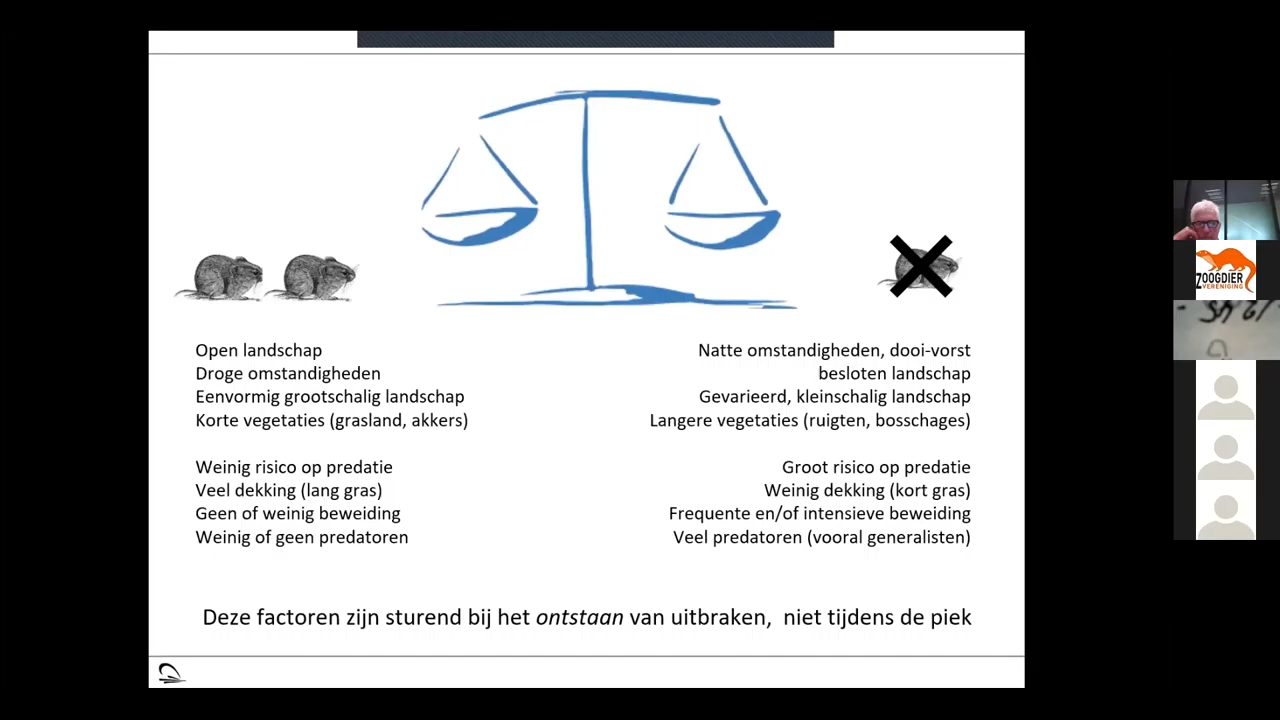 Open landschap
Droge omstandigheden
Eenvormig grootschalig landschap
Korte vegetaties (grasland, akkers)
Weinig risico op predatie
Veel dekking (lang gras)
Geen of weinig beweiding
Weinig of geen predatoren
Natte omstandigheden, dooi-vorst
besloten landschap
Gevarieerd, kleinschalig landschap
Langere vegetaties (ruigten, bosschages)
Groot risico op predatie
Weinig dekking (kort gras)
Frequente en/of intensieve beweiding
Veel predatoren (vooral generalisten)
Deze factoren zijn sturend bij het ontstaan van uitbraken, niet tijdens de piek
ZOOGDIER
VERENIGING